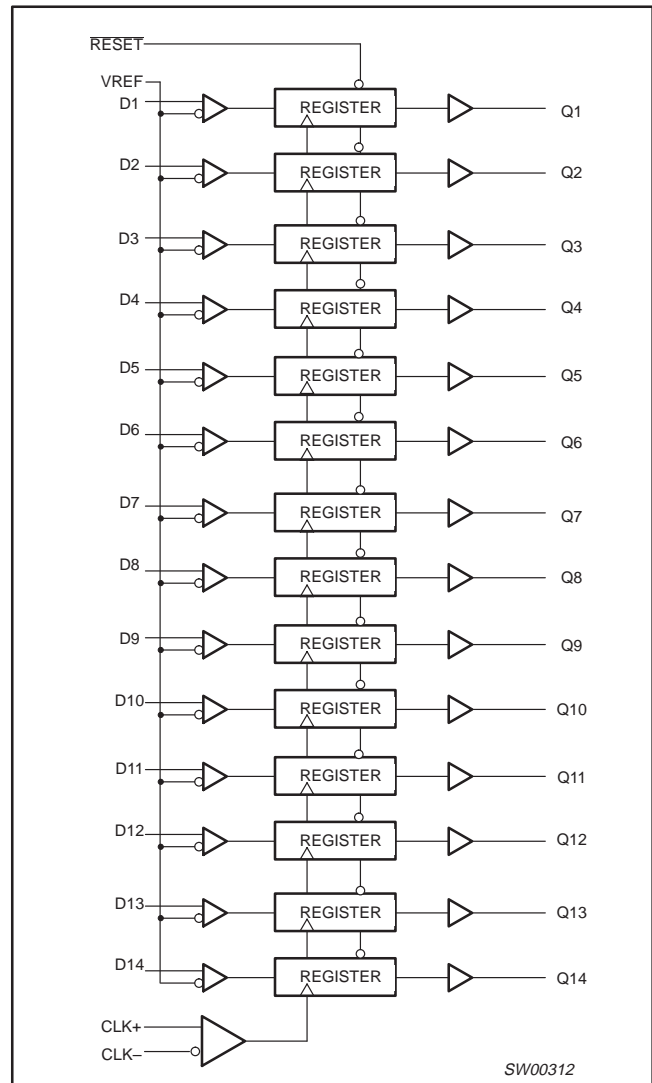 RESET
VREF
D1 REGISTER Q1
D2 REGISTER Q2
D3 REGISTER Q3
D4 REGISTER Q4
D5 REGISTER Q5
D6 REGISTER Q6
D7 REGISTER Q7
D8 REGISTER Q8
D9 REGISTER Q9
D10 REGISTER Q10
D11 REGISTER Q11
D12 REGISTER Q12
D13 REGISTER Q13
D14 REGISTER Q14
CLK+
CLK–
SW00312